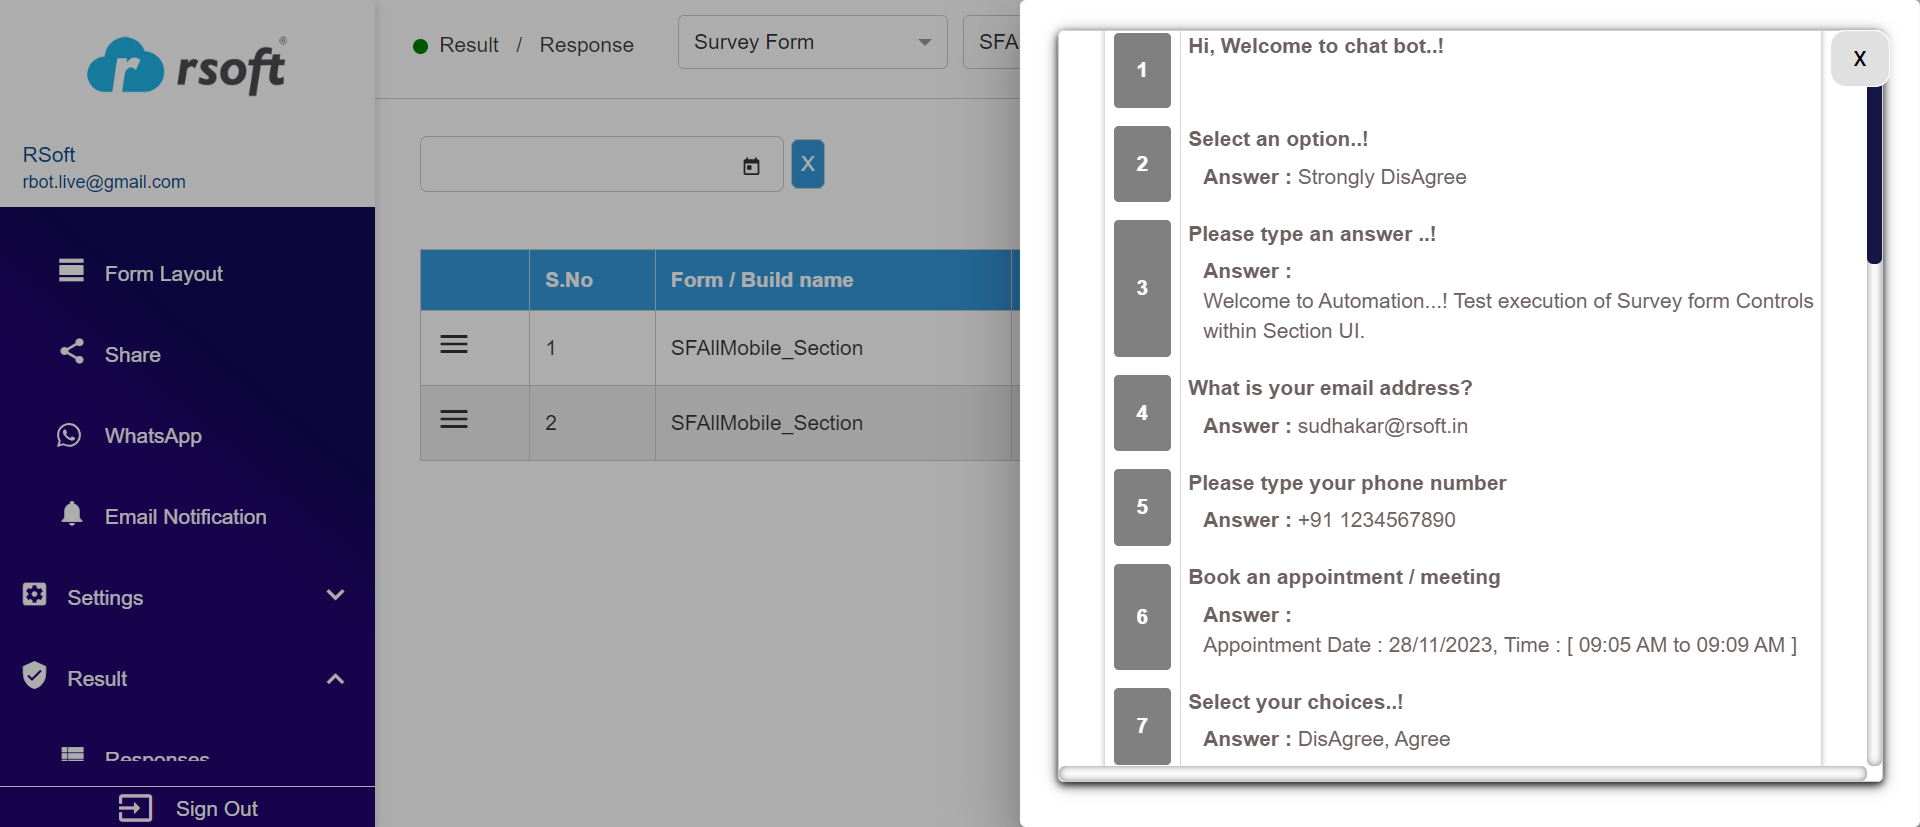 rsoft®
RSoft
rbot.live@gmail.com
Form Layout
Share
WhatsApp
Email Notification
Settings
Result
Responses
Sign Out
Result / Response
Survey Form
SFA
X
S.No
Form / Build name
1
SFAllMobile_Section
2
SFAllMobile_Section
X
1
Hi, Welcome to chat bot..!
2
Select an option..!
Answer : Strongly DisAgree
3
Please type an answer ..!
Answer :
Welcome to Automation...! Test execution of Survey form Controls
within Section UI.
4
What is your email address?
Answer : sudhakar@rsoft.in
5
Please type your phone number
Answer : +91 1234567890
6
Book an appointment / meeting
Answer :
Appointment Date : 28/11/2023, Time : [ 09:05 AM to 09:09 AM ]
7
Select your choices..!
Answer : DisAgree, Agree